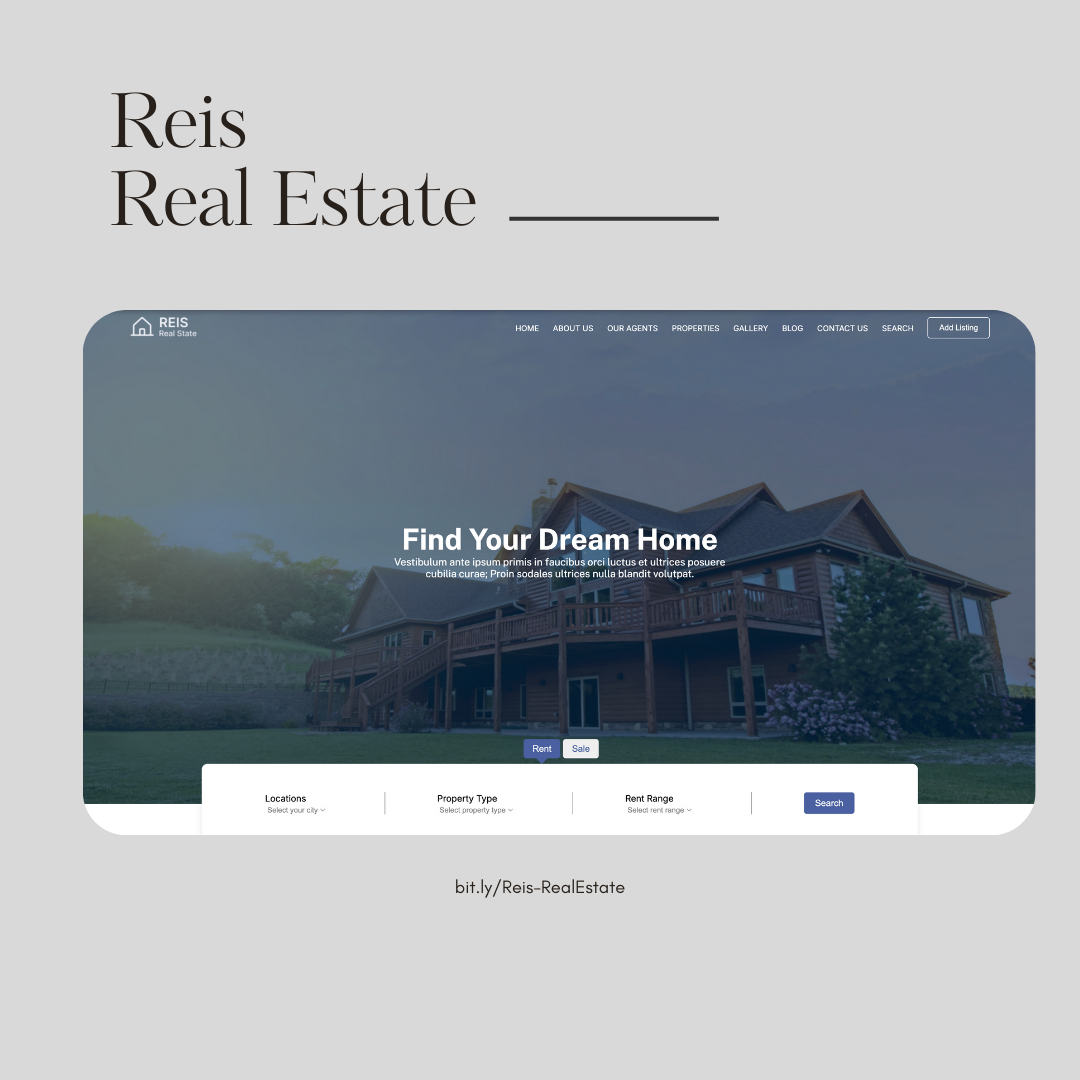 Reis
Real Estate
REIS
Real State
HOME ABOUT US OUR AGENTS PROPERTIES GALLERY BLOG CONTACT US SEARCH Add Listing
Find Your Dream Home
Vestibulum ante ipsum primis in faucibus orci luctus et ultrices posuere
cubilia curae; Proin sodales ultrices nulla blandit volutpat.
Rent Sale
Locations Property Type Rent Range Search
Select your city Select property type Select rent range
bit.ly/Reis-RealEstate